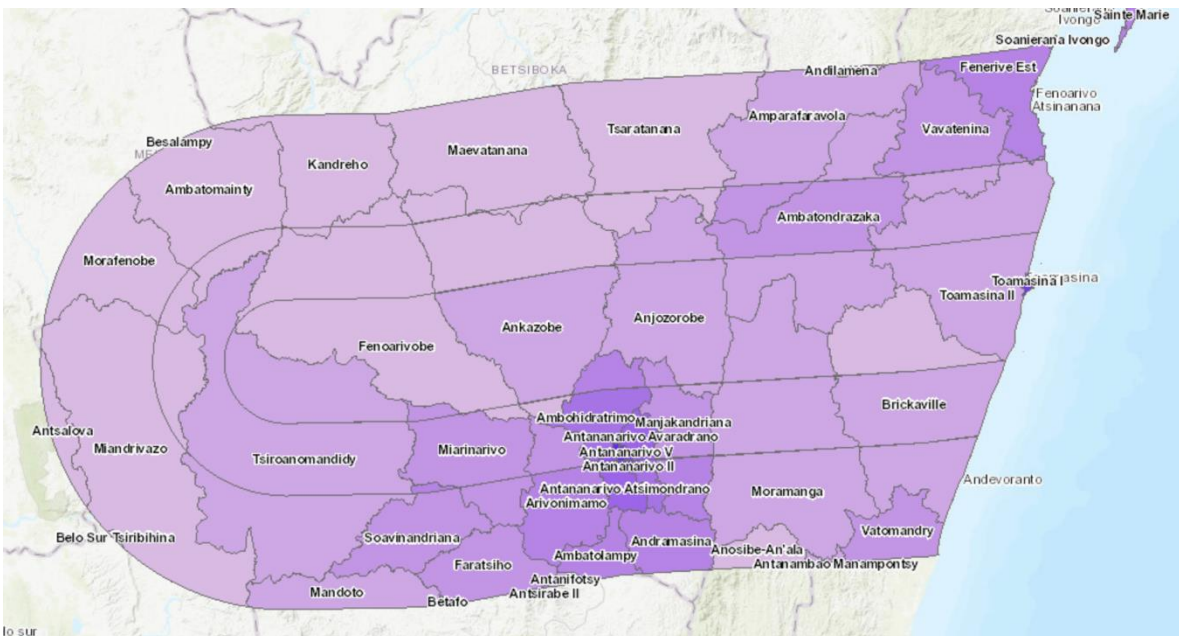 Soanierana
Ivongo
Sainte Marie
Soanierana Ivongo
BETSIBOKA
Andilamena
Fenerive Est
Fenoarivo
Atsinanana
Amparafaravola
Tsaratanana
Vavatenina
Besalampy
Maevatanana
Kandreho
Ambatomainty
Ambatondrazaka
Morafenobe
Toamasina I
Toamasina II
Anjozorobe
Ankazobe
Fenoarivobe
Brickaville
Ambohidratrimo
Manjakandriana
Antsalova
Antananarivo Avaradrano
Miandrivazo
Miarinarivo
Antananarivo V
Tsiroanomandidy
Antananarivo II
Andevoranto
Antananarivo Atsimondrano
Moramanga
Arivonimamo
Vatomandry
Belo Sur Tsiribihina
Soavinandriana
Andramasina
Anosibe-An'ala
Ambatolampy
Faratsiho
Antanambao Manampontsy
Antanifotsy
Mandoto
Antsirabe II
Betafo
lo sur